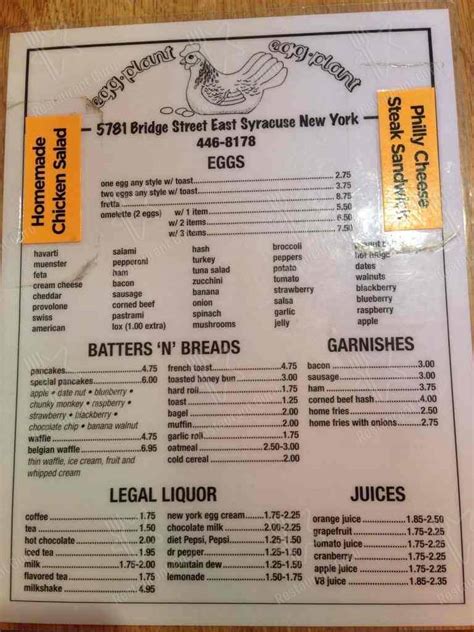 egg-plant egg-plant
5781 Bridge Street East Syracuse New York
446-8178
Homemade
Chicken Salad
Philly Cheese
Steak Sandwich
EGGS
one egg any style w/ toast 2.75
two eggs any style w/ toast 3.75
fretta 5.50
omelette (2 eggs) w/ 1 item 5.50
w/ 2 items 6.50
w/ 3 items 7.50
havarti salami hash broccoli
muenster pepperoni turkey peppers
feta ham tuna salad potato dates
cream cheese bacon zucchini tomato walnuts
cheddar sausage banana strawberry blackberry
provolone corned beef onion salsa blueberry
swiss pastrami spinach garlic raspberry
american lox (1.00 extra) mushrooms jelly apple
BATTERS 'N' BREADS
pancakes 4.75
special pancakes 6.00
apple • date nut • blueberry •
chunky monkey • raspberry •
strawberry • blackberry •
chocolate chip • banana walnut
waffle 4.75
belgian waffle 6.95
thin waffle, ice cream, fruit and
whipped cream
french toast 4.75
toasted honey bun 3.00
hard roll 1.75
toast 1.25
bagel 2.00
muffin 2.00
garlic roll 1.75
oatmeal 2.50-3.00
cold cereal 2.00
GARNISHES
bacon 3.00
sausage 3.00
ham 3.00
corned beef hash 4.00
home fries 2.50
home fries with onions 2.75
LEGAL LIQUOR
coffee 1.75
tea 1.50
hot chocolate 2.00
iced tea 1.95
milk 1.75-2.00
flavored tea 1.75
milkshake 4.95
new york egg cream 1.75-2.25
chocolate milk 2.00-2.25
diet Pepsi, Pepsi 1.25-1.50
dr pepper 1.25-1.50
mountain dew 1.25-1.50
lemonade 1.50-1.75
JUICES
orange juice 1.85-2.50
grapefruit 1.75-2.25
tomato juice 1.75-2.25
cranberry 1.75-2.25
apple juice 1.75-2.25
V8 juice 1.85-2.35